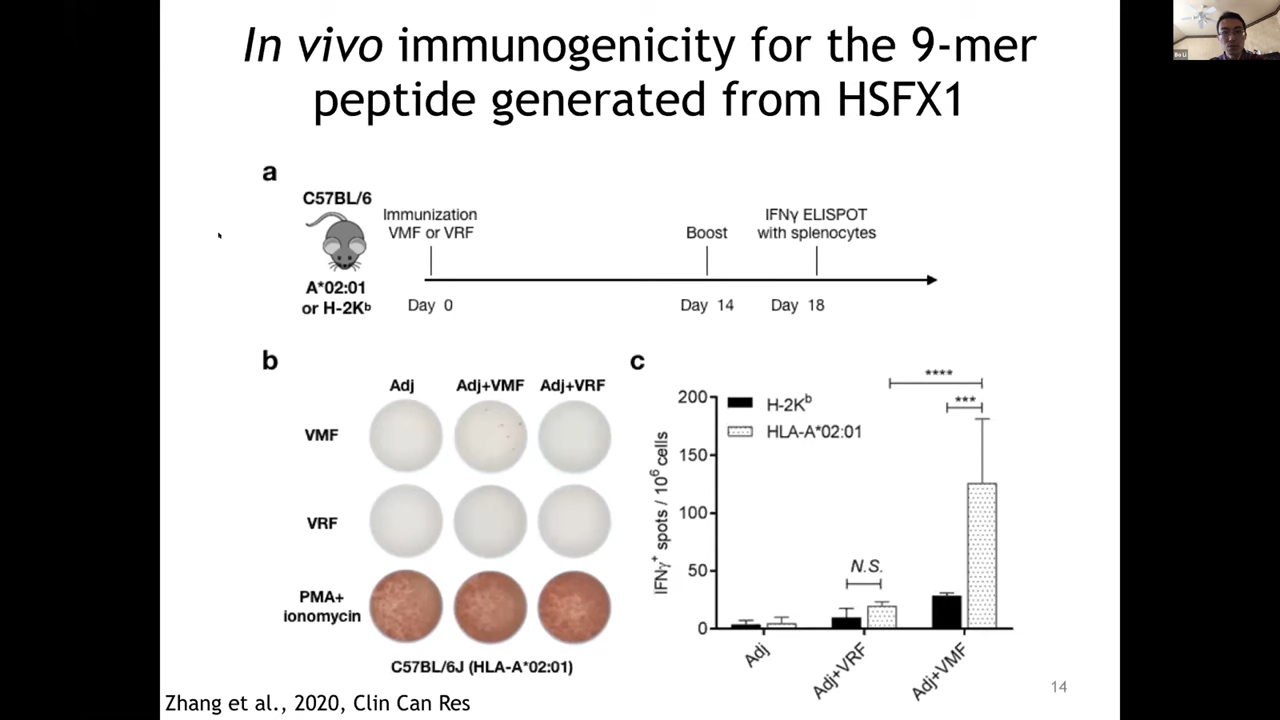 In vivo immunogenicity for the 9-mer
peptide generated from HSFX1
Bo Li
a
C57BL/6
A*02:01
or H-2Kb
Immunization
VMF or VRF
Boost
IFNγ ELISPOT
with splenocytes
Day 0
Day 14
Day 18
b
Adj
Adj+VMF
Adj+VRF
VMF
VRF
PMA+
ionomycin
C57BL/6J (HLA-A*02:01)
c
IFNγ+ spots / 10⁶ cells
200
150
100
50
0
H-2Kᵇ
HLA-A*02:01
N.S.
****
***
Adj
Adj+VRF
Adj+VMF
Zhang et al., 2020, Clin Can Res
14